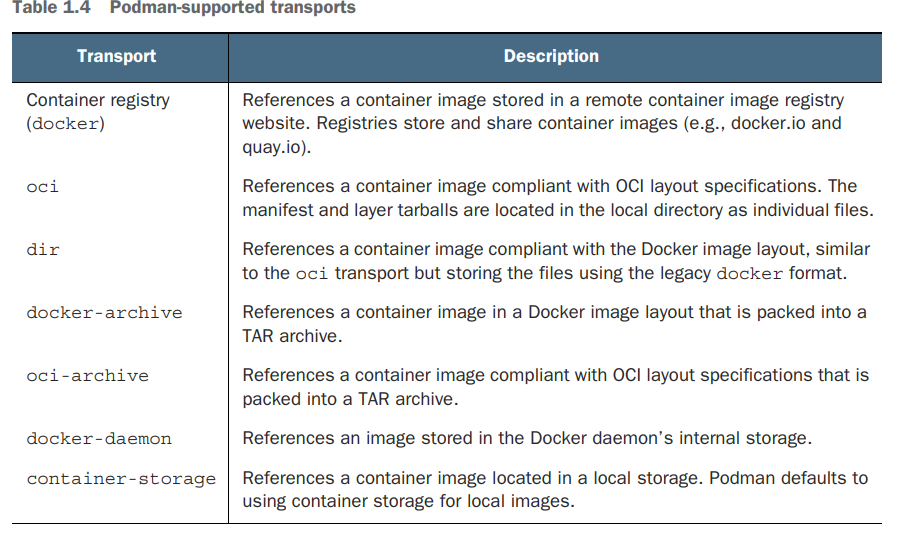 Table 1.4 Podman-supported transports
Transport
Description
Container registry
(docker)
References a container image stored in a remote container image registry
website. Registries store and share container images (e.g., docker.io and
quay.io).
oci
References a container image compliant with OCI layout specifications. The
manifest and layer tarballs are located in the local directory as individual files.
dir
References a container image compliant with the Docker image layout, similar
to the oci transport but storing the files using the legacy docker format.
docker-archive
References a container image in a Docker image layout that is packed into a
TAR archive.
oci-archive
References a container image compliant with OCI layout specifications that is
packed into a TAR archive.
docker-daemon
References an image stored in the Docker daemon’s internal storage.
container-storage
References a container image located in a local storage. Podman defaults to
using container storage for local images.